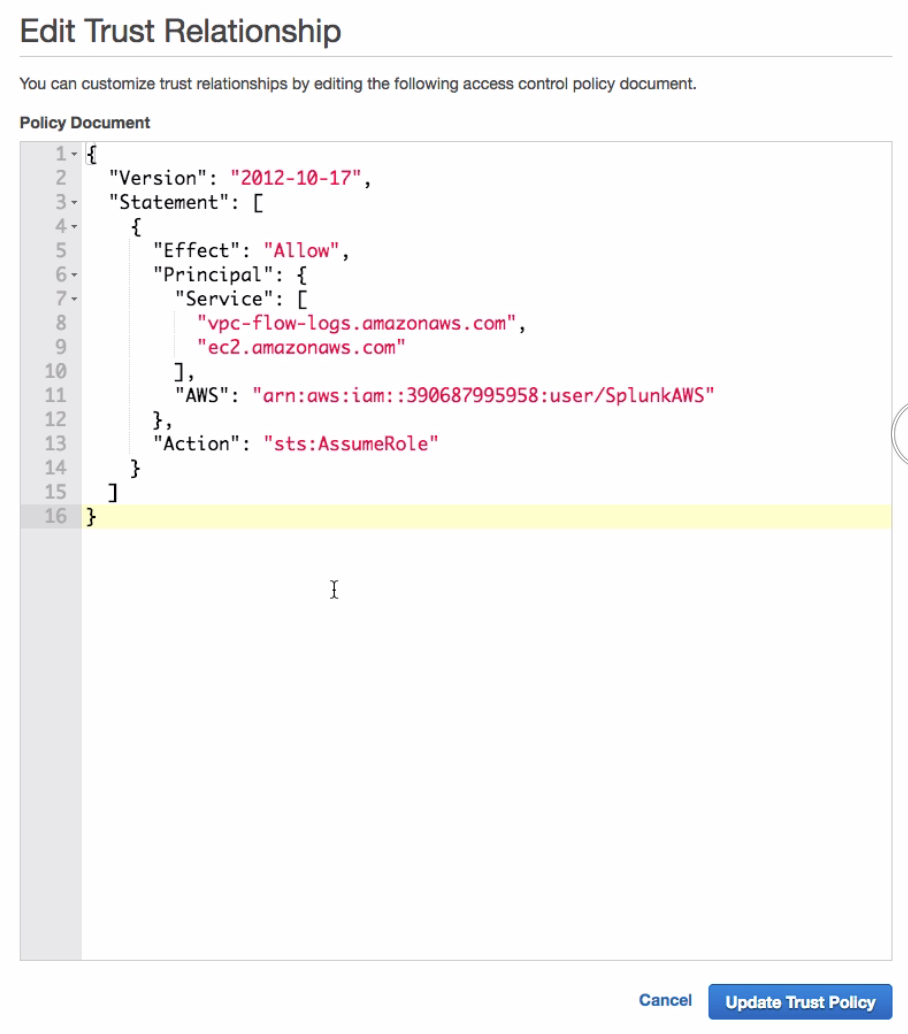 Edit Trust Relationship
You can customize trust relationships by editing the following access control policy document.
Policy Document
1 {
2 "Version": "2012-10-17",
3 "Statement": [
4 {
5 "Effect": "Allow",
6 "Principal": {
7 "Service": [
8 "vpc-flow-logs.amazonaws.com",
9 "ec2.amazonaws.com"
10 ],
11 "AWS": "arn:aws:iam::390687995958:user/SplunkAWS"
12 },
13 "Action": "sts:AssumeRole"
14 }
15 ]
16 }
Cancel Update Trust Policy